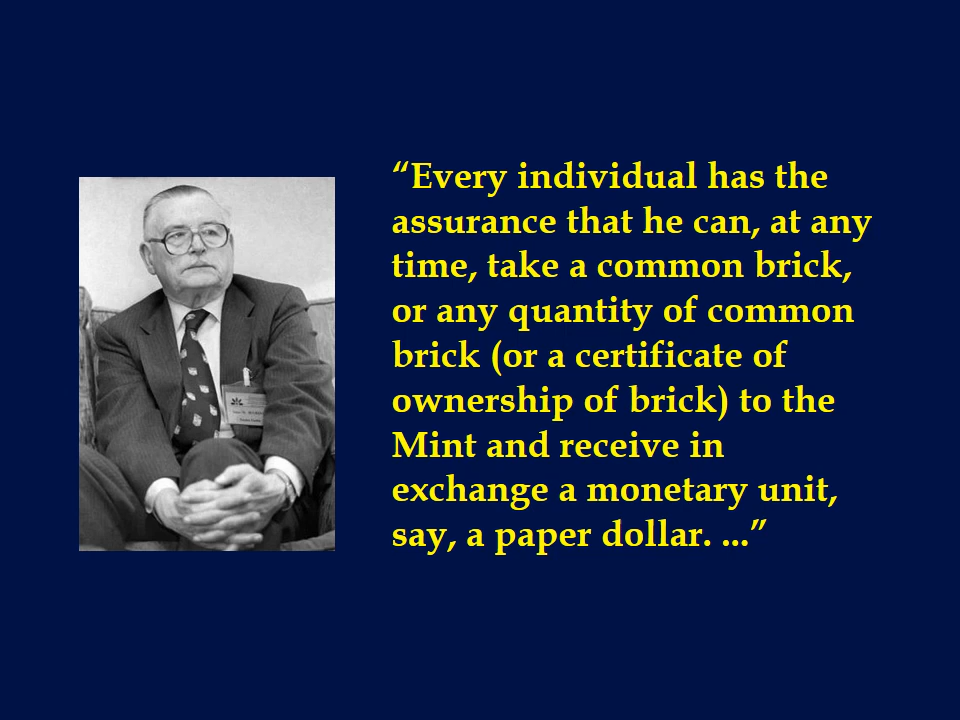 “Every individual has the
assurance that he can, at any
time, take a common brick,
or any quantity of common
brick (or a certificate of
ownership of brick) to the
Mint and receive in
exchange a monetary unit,
say, a paper dollar. ...”